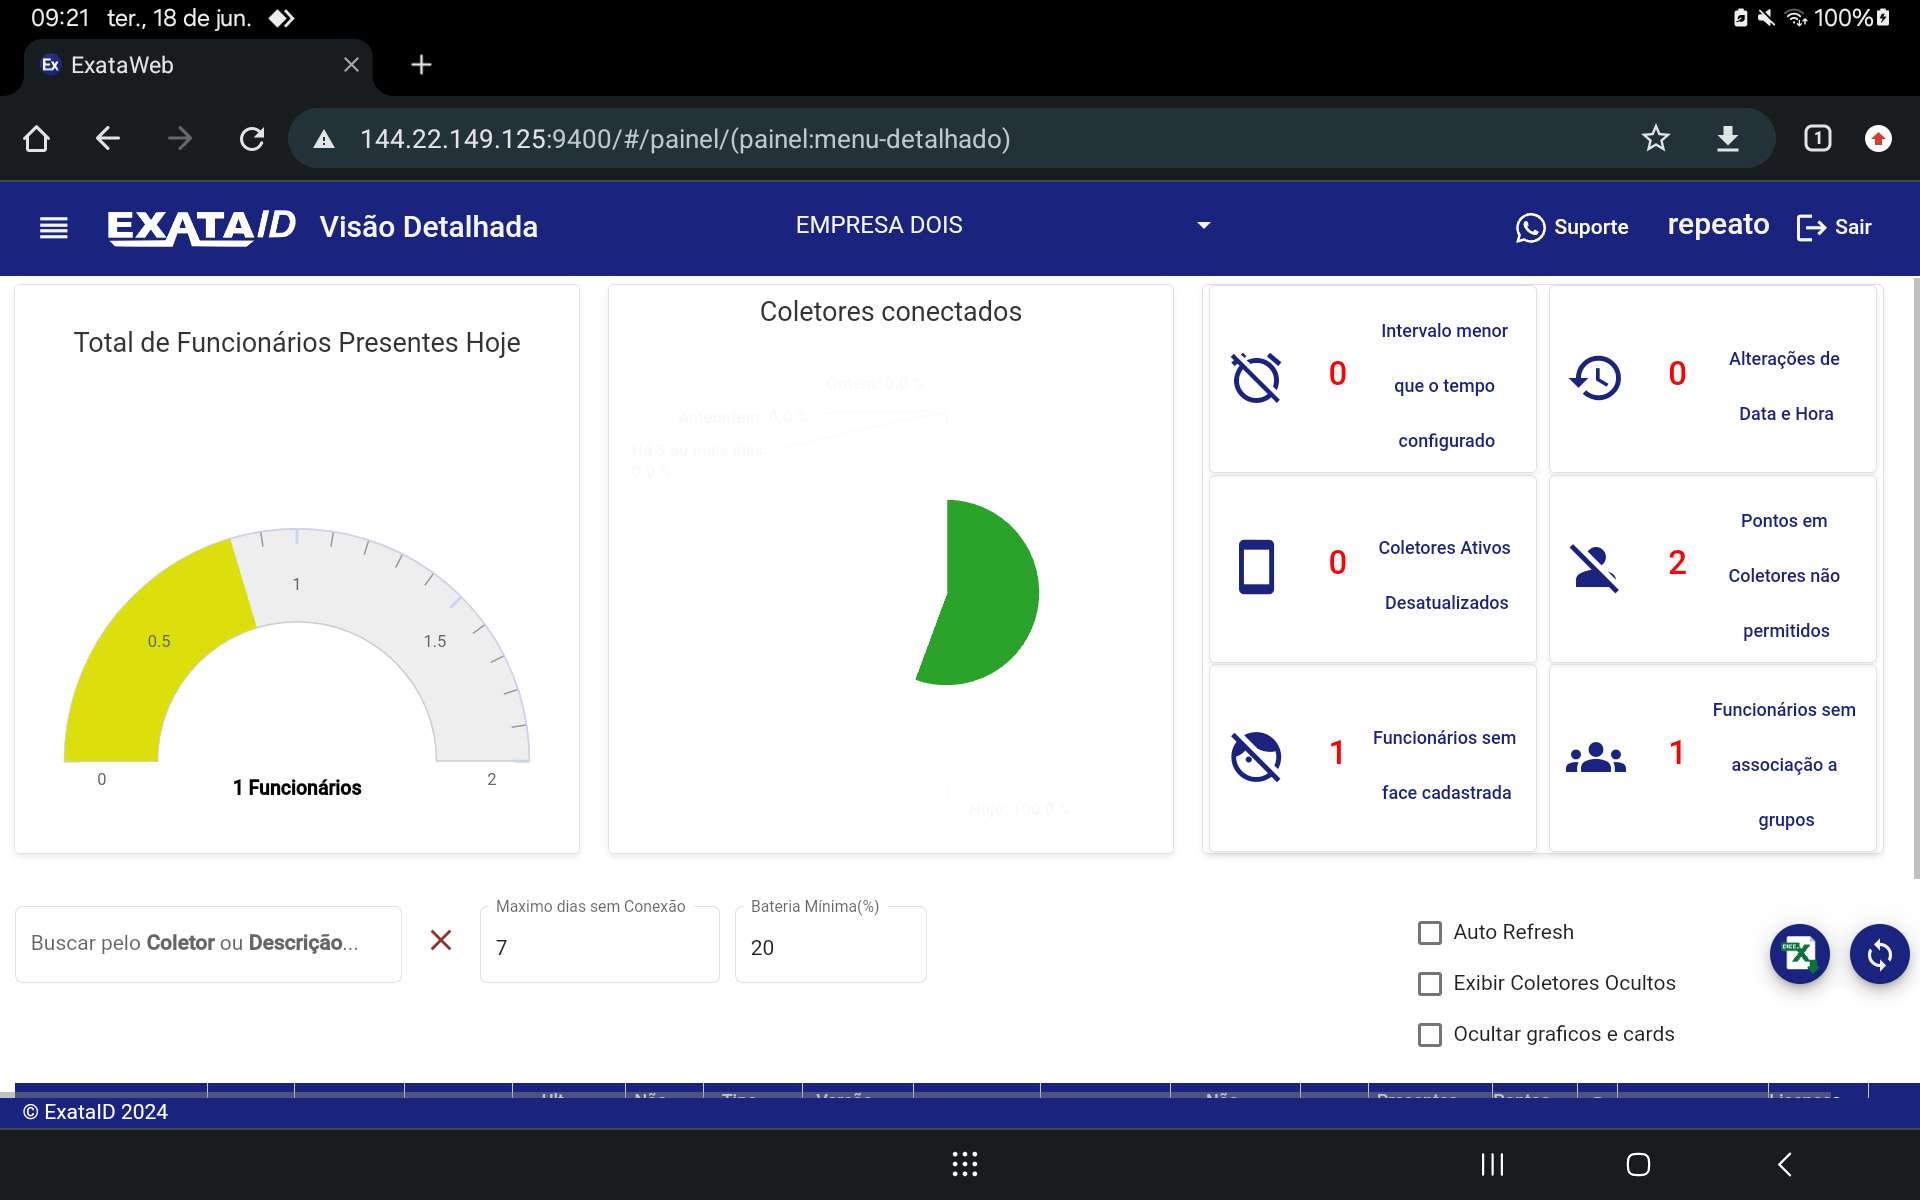 09:21 ter., 18 de jun.
100%
Ex ExataWeb
144.22.149.125:9400/#/painel/(painel:menu-detalhado)
1
EXATAID Visão Detalhada
EMPRESA DOIS
Suporte
repeato
Sair
Total de Funcionários Presentes Hoje
0
0.5
1
1.5
2
1 Funcionários
Coletores conectados
Ontem: 0.0 %
Anteontem: 0.0 %
Há 3 ou mais dias:
0.0 %
Hoje: 100.0 %
0
Intervalo menor
que o tempo
configurado
0
Alterações de
Data e Hora
0
Coletores Ativos
Desatualizados
2
Pontos em
Coletores não
permitidos
1
Funcionários sem
face cadastrada
1
Funcionários sem
associação a
grupos
Buscar pelo Coletor ou Descrição...
Maximo dias sem Conexão
7
Bateria Mínima(%)
20
Auto Refresh
Exibir Coletores Ocultos
Ocultar graficos e cards
© ExataID 2024